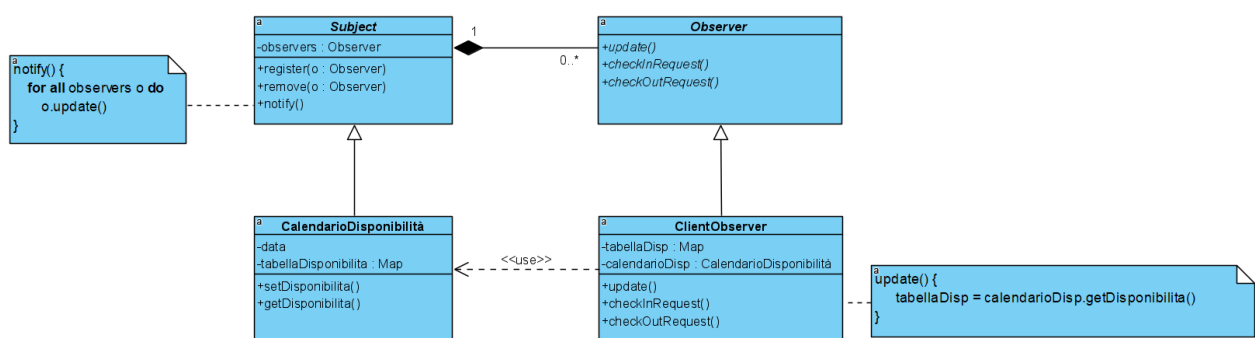 a
Subject
-observers : Observer
+register(o : Observer)
+remove(o : Observer)
+notify()
1
0..*
a
Observer
+update()
+checkInRequest()
+checkOutRequest()
a
notify() {
for all observers o do
o.update()
}
a
CalendarioDisponibilità
-data
-tabellaDisponibilita : Map
+setDisponibilita()
+getDisponibilita()
<<use>>
a
ClientObserver
-tabellaDisp : Map
-calendarioDisp : CalendarioDisponibilità
+update()
+checkInRequest()
+checkOutRequest()
a
update() {
tabellaDisp = calendarioDisp.getDisponibilita()
}